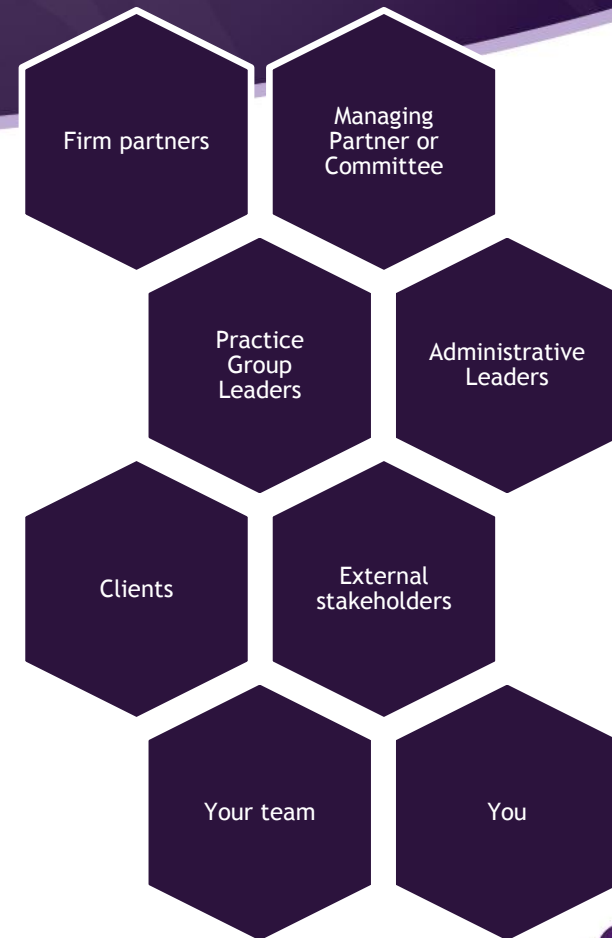 Firm partners
Managing
Partner or
Committee
Practice
Group
Leaders
Administrative
Leaders
Clients
External
stakeholders
Your team
You